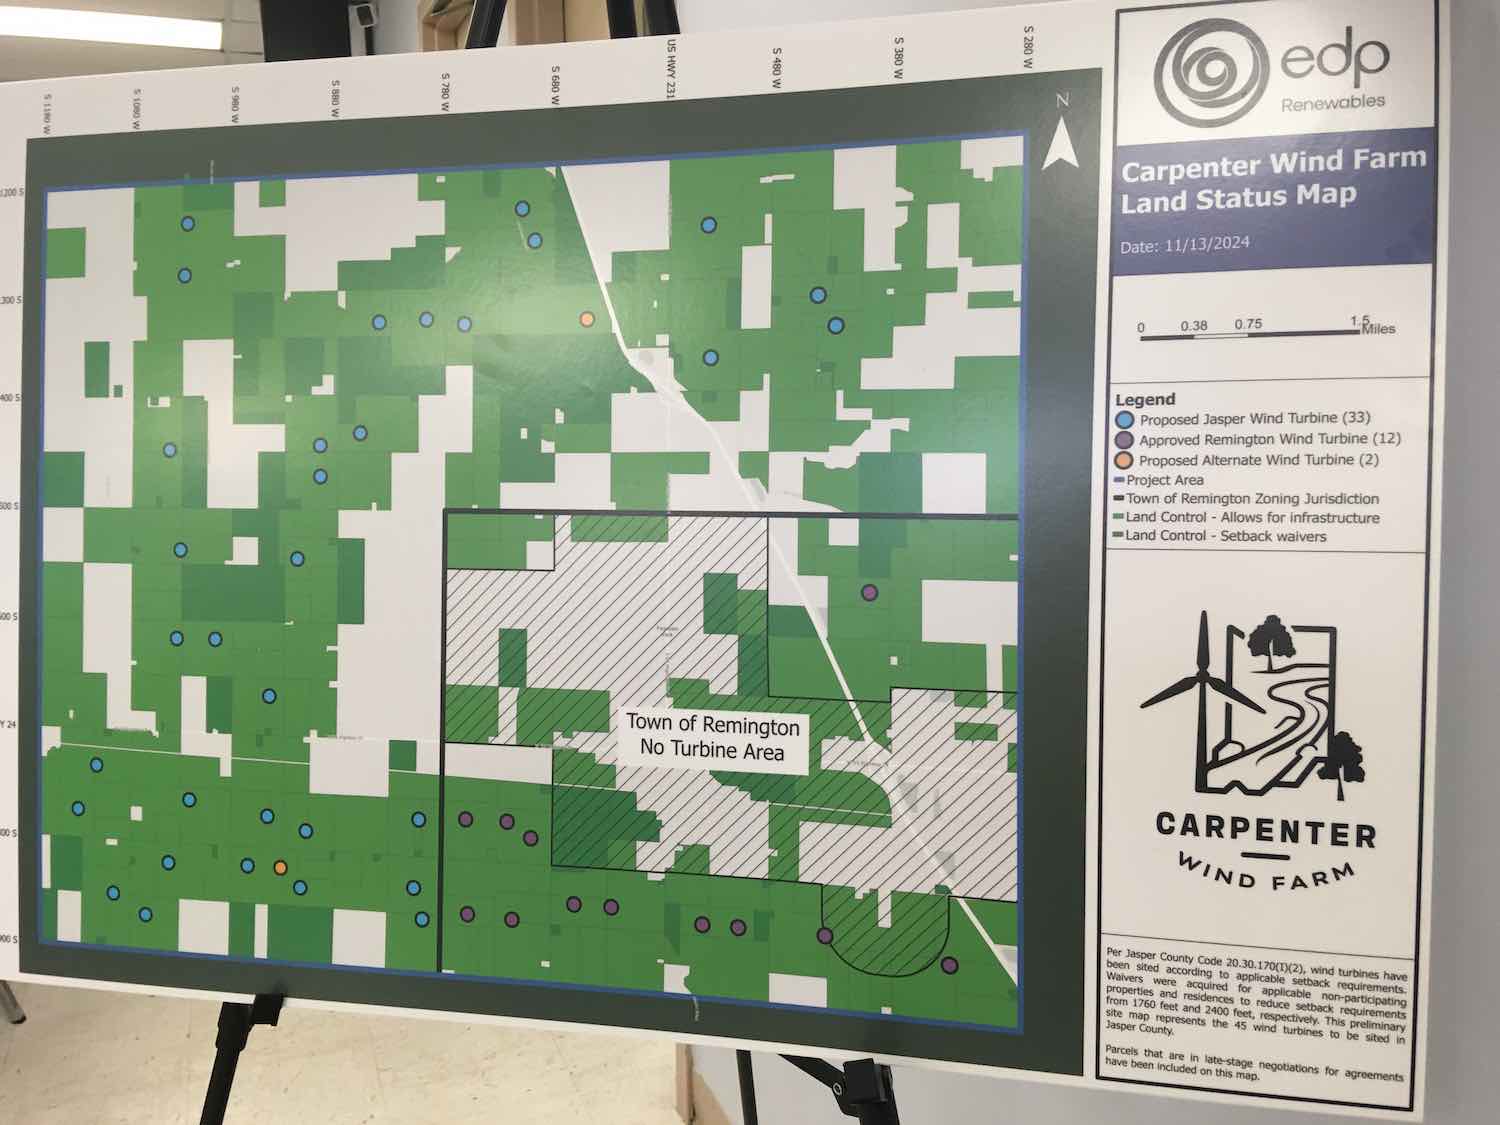 S 1180 W
S 1080 W
S 980 W
S 880 W
S 780 W
S 680 W
US HWY 231
S 480 W
S 380 W
S 280 W
1200 S
300 S
400 S
500 S
Y 24
N
Town of Remington
No Turbine Area
edp
Renewables
Carpenter Wind Farm
Land Status Map
Date: 11/13/2024
0 0.38 0.75 1.5
Miles
Legend
Proposed Jasper Wind Turbine (33)
Approved Remington Wind Turbine (12)
Proposed Alternate Wind Turbine (2)
Project Area
Town of Remington Zoning Jurisdiction
Land Control - Allows for infrastructure
Land Control - Setback waivers
CARPENTER
WIND FARM
Per Jasper County Code 20.30.170(I)(2), wind turbines have
been sited according to applicable setback requirements.
Waivers were acquired for applicable non-participating
properties and residences to reduce setback requirements
from 1760 feet and 2400 feet, respectively. This preliminary
site map represents the 45 wind turbines to be sited in
Jasper County.
Parcels that are in late-stage negotiations for agreements
have been included on this map.